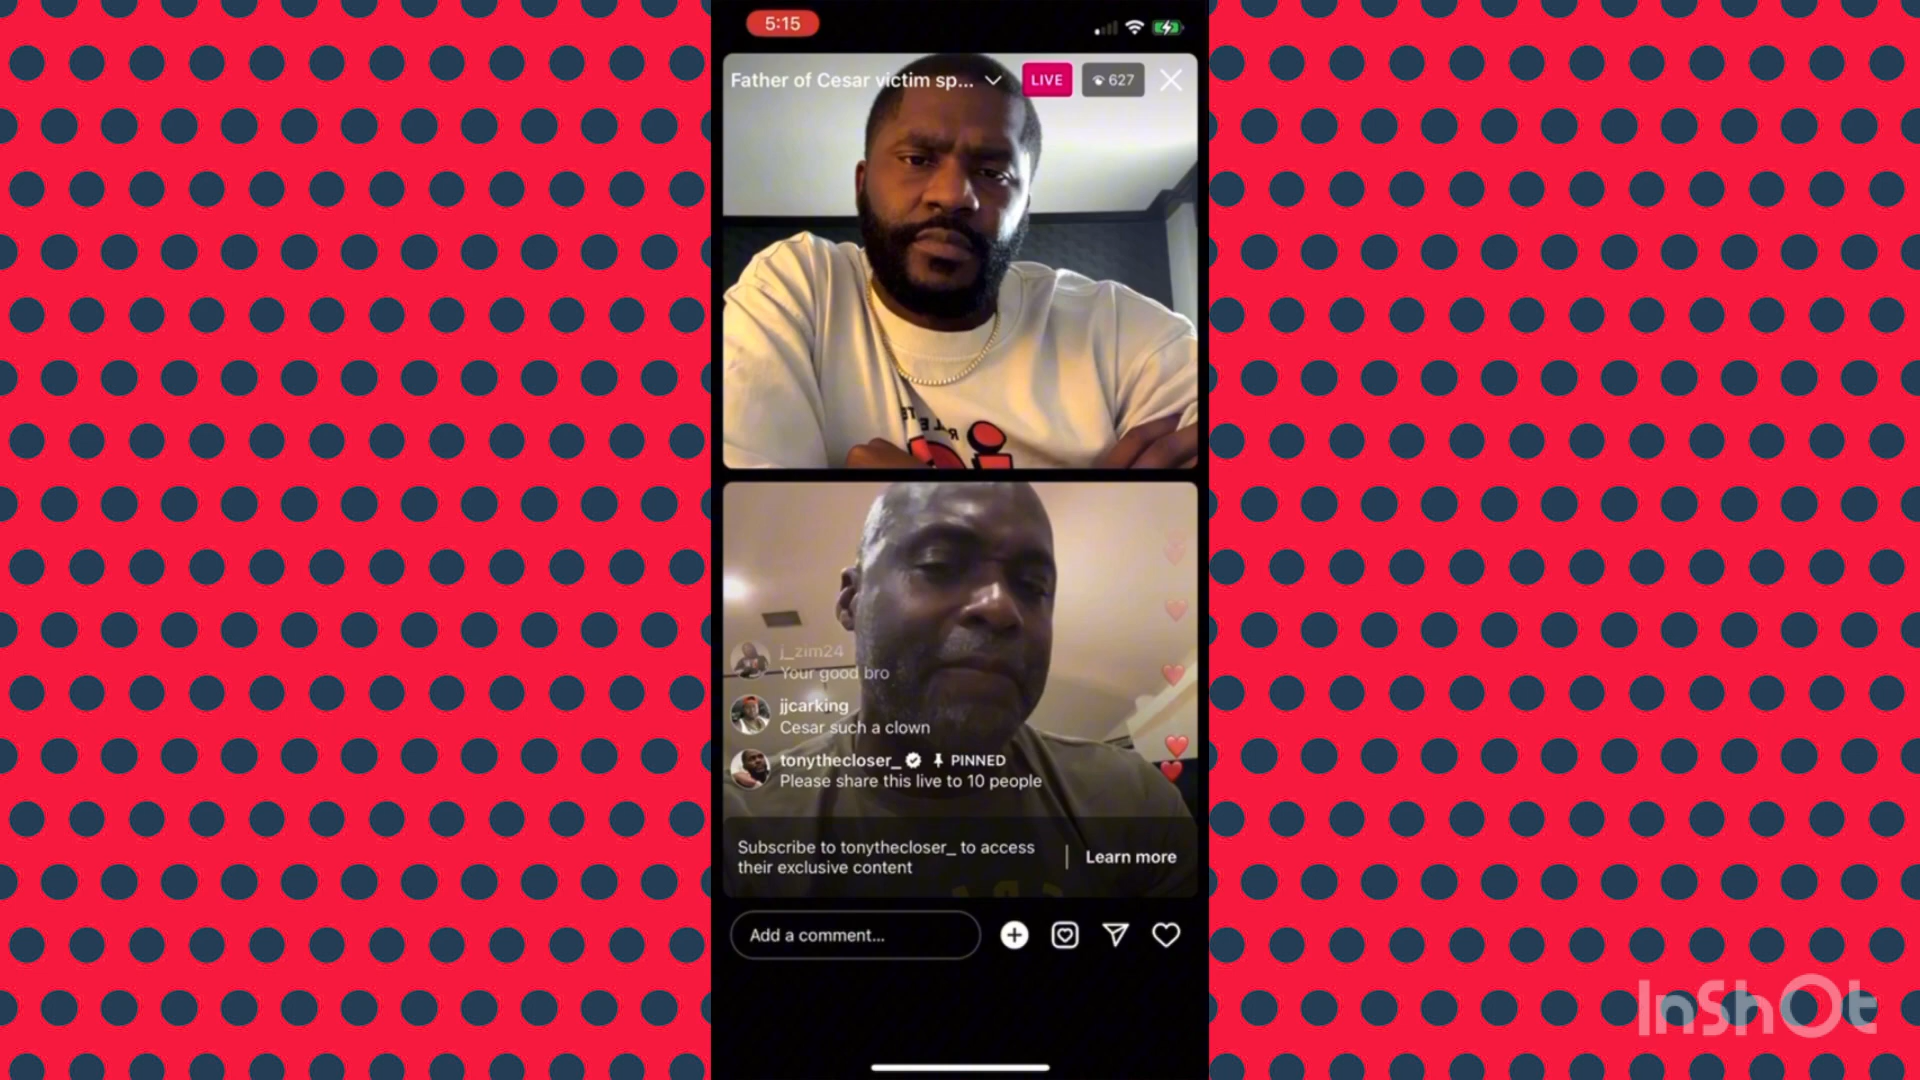 5:15
Father of Cesar victim sp...
LIVE
627
j_zim24
Your good bro
jjcarking
Cesar such a clown
tonythecloser_ PINNED
Please share this live to 10 people
Subscribe to tonythecloser_ to access
their exclusive content
Learn more
Add a comment...
InShOt